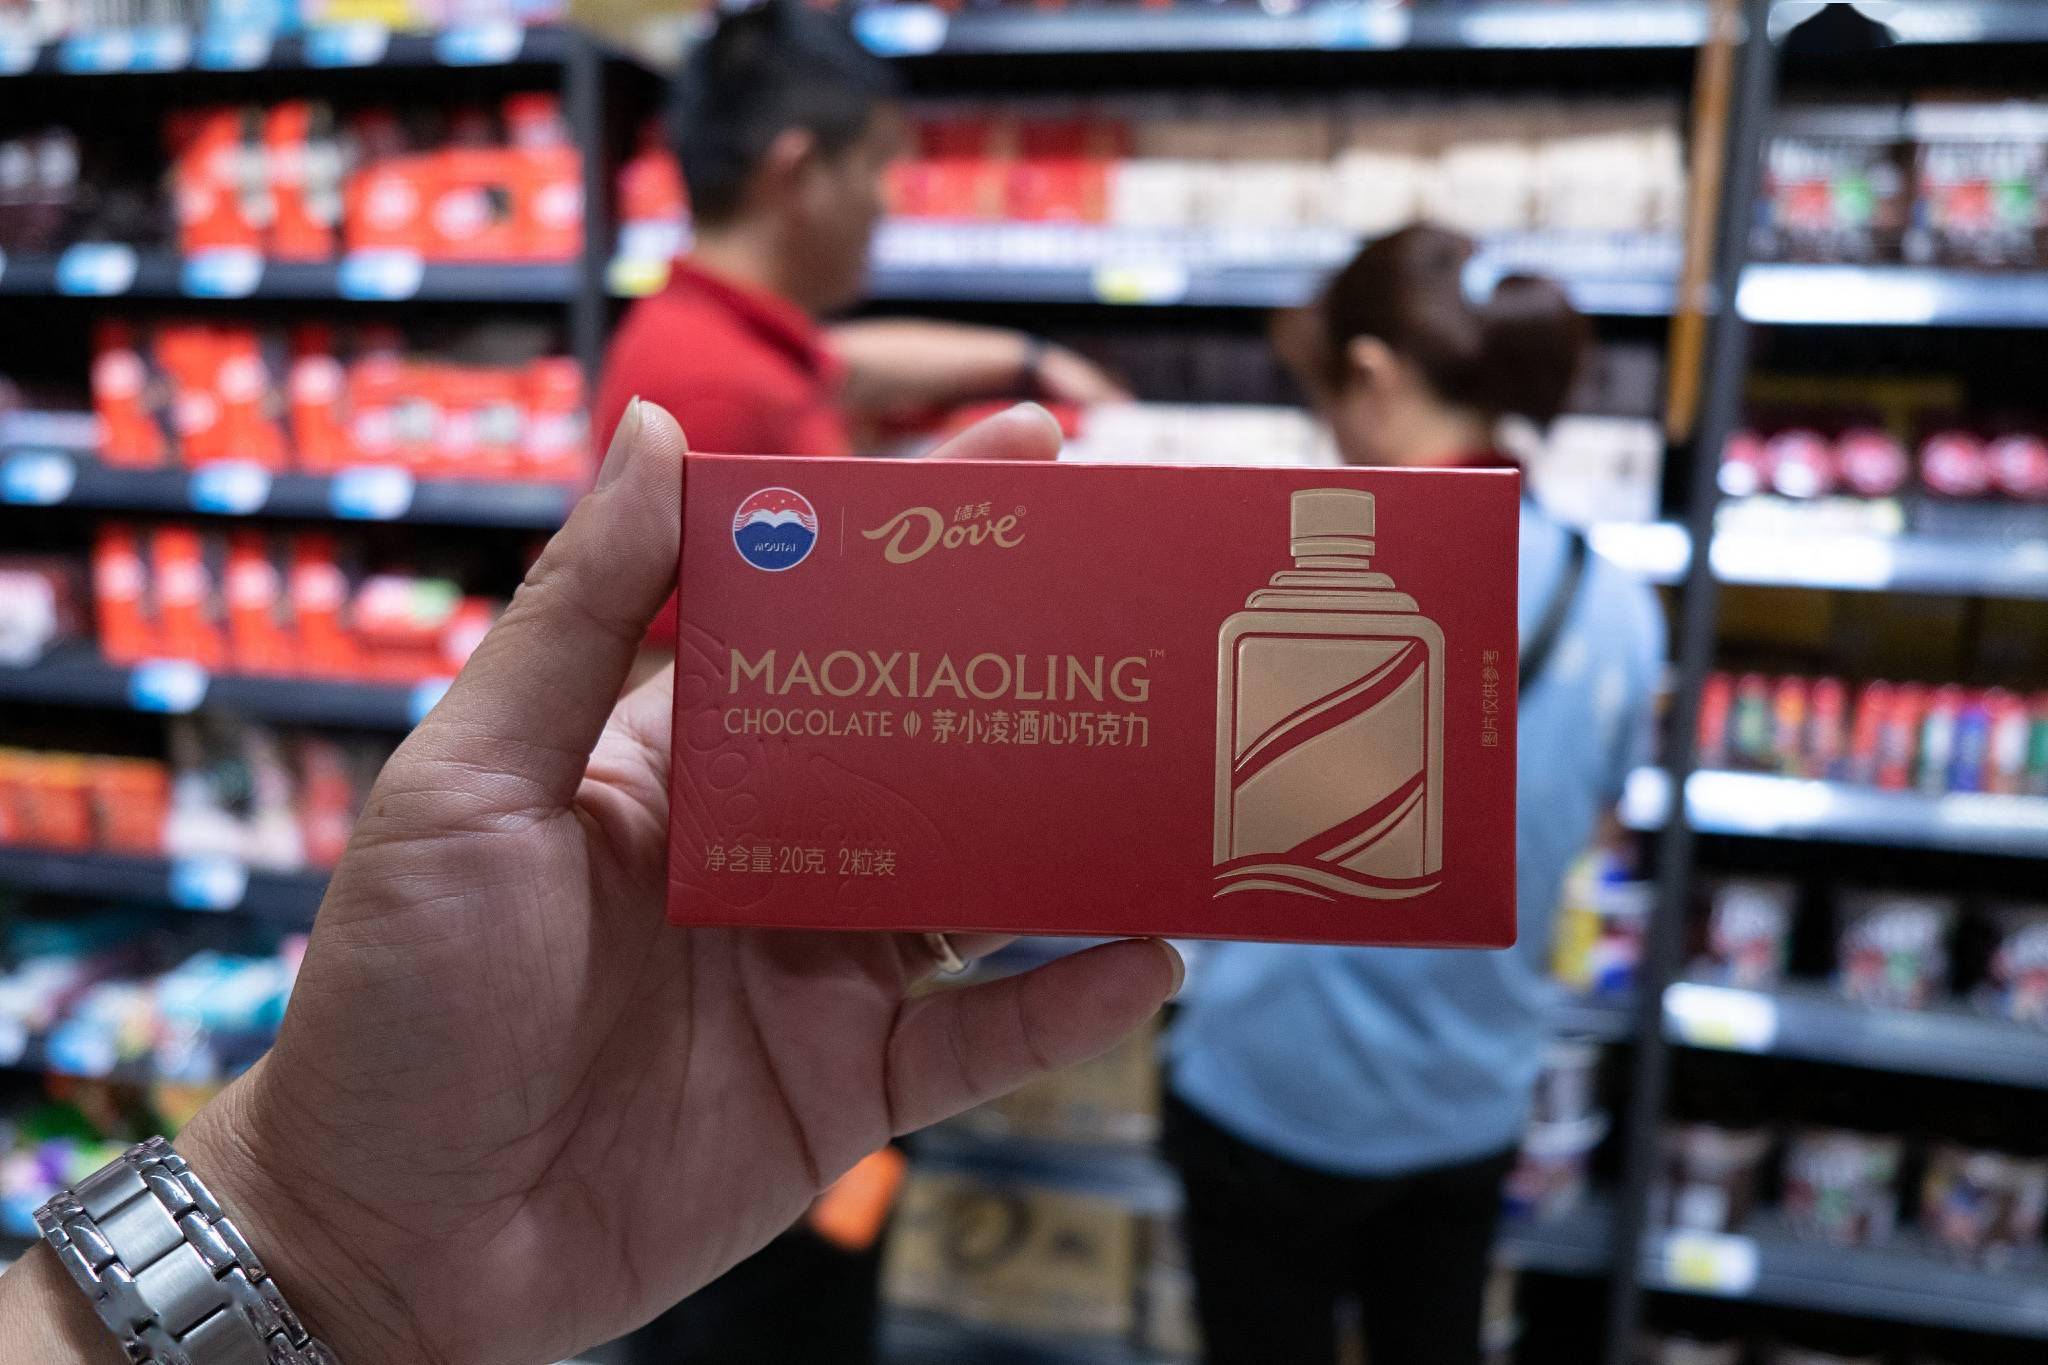 MOUTAI
德芙
Dove®
MAOXIAOLING™
CHOCOLATE 茅小凌酒心巧克力
净含量:20克 2粒装
图片仅供参考